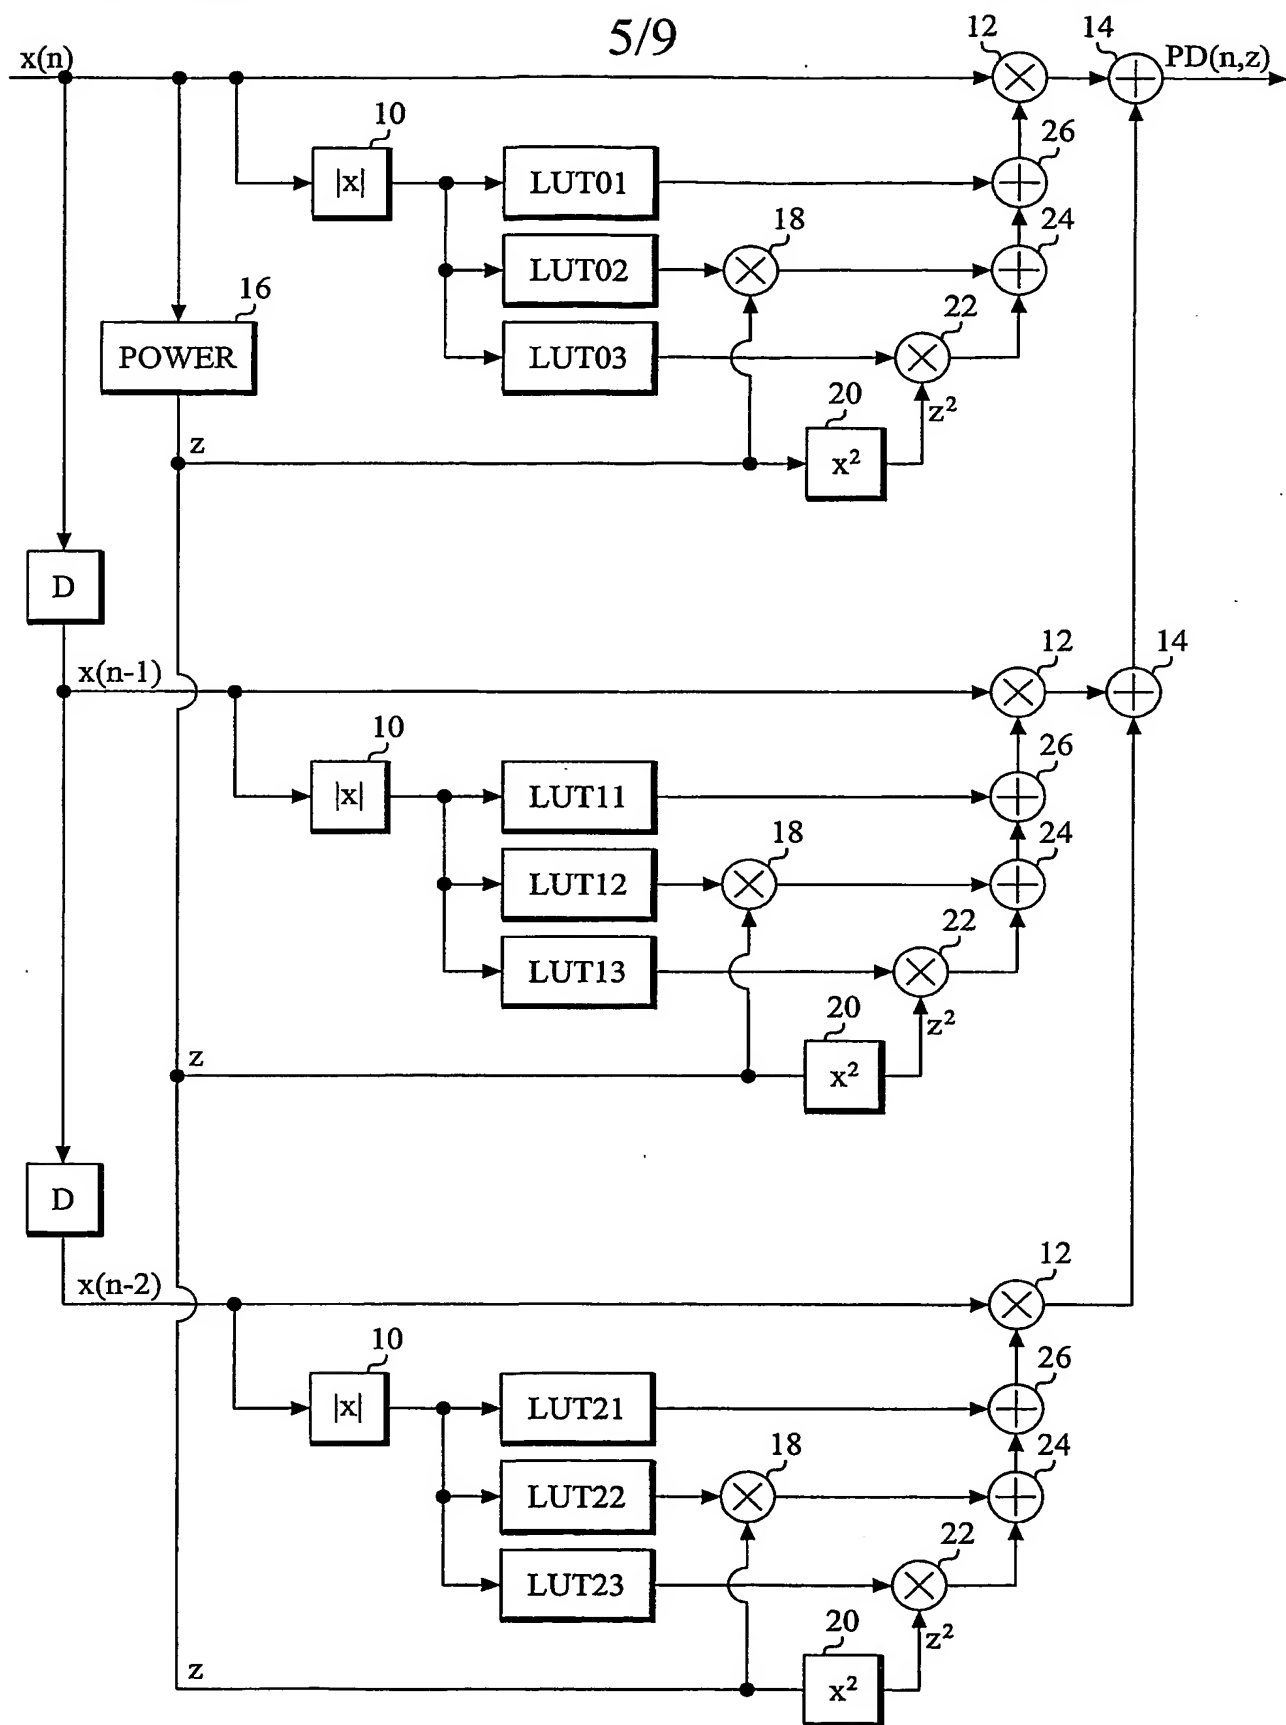 5/9
x(n)
12
14
PD(n,z)
10
|x|
LUT01
26
LUT02
18
24
16
POWER
LUT03
22
20
z²
z
x²
D
x(n-1)
12
14
10
|x|
LUT11
26
LUT12
18
24
LUT13
22
20
z²
z
x²
D
x(n-2)
12
10
|x|
LUT21
26
LUT22
18
24
LUT23
22
20
z²
z
x²